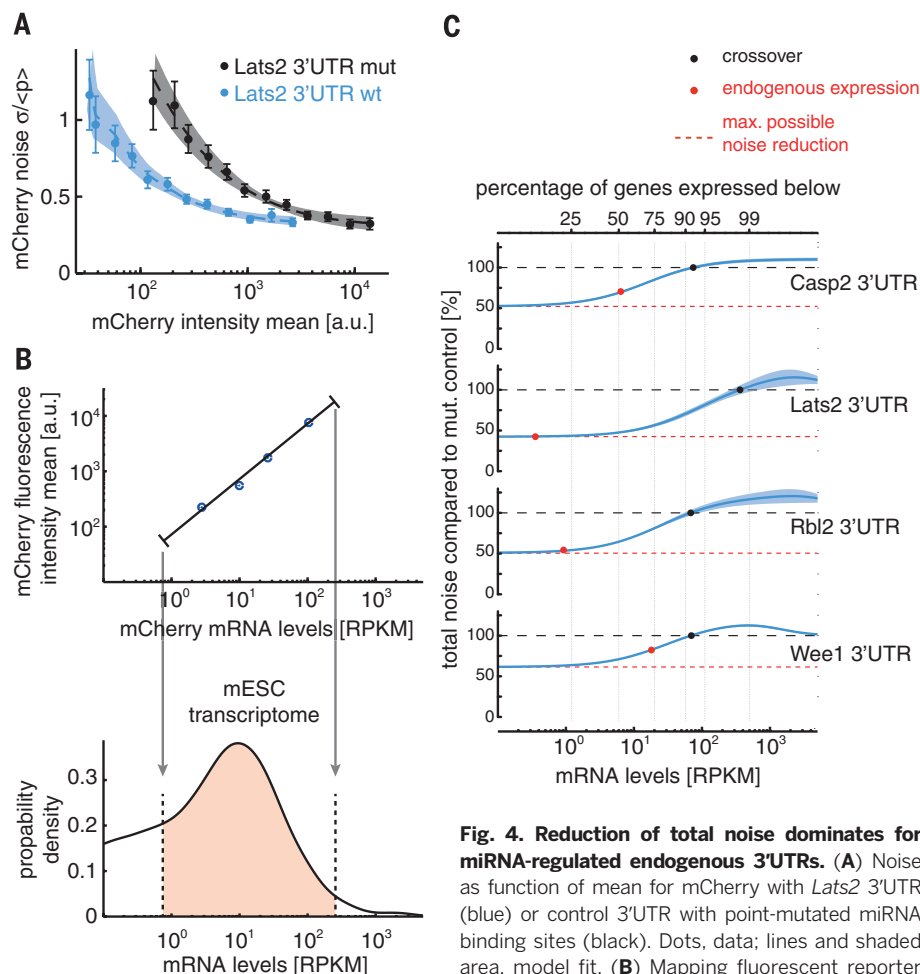 A
mCherry noise σ/<p>
1
0.5
0
Lats2 3'UTR mut
Lats2 3'UTR wt
10² 10³ 10⁴
mCherry intensity mean [a.u.]
B
mCherry fluorescence
intensity mean [a.u.]
10⁴
10³
10²
10⁰ 10¹ 10² 10³
mCherry mRNA levels [RPKM]
mESC
transcriptome
propability
density
0.3
0.2
0.1
0
10⁰ 10¹ 10² 10³
mRNA levels [RPKM]
C
crossover
endogenous expression
max. possible
noise reduction
percentage of genes expressed below
25 50 75 90 95 99
total noise compared to mut. control [%]
100
50
0
Casp2 3'UTR
100
50
0
Lats2 3'UTR
100
50
0
Rbl2 3'UTR
100
50
0
Wee1 3'UTR
10⁰ 10¹ 10² 10³
mRNA levels [RPKM]
Fig. 4. Reduction of total noise dominates for
miRNA-regulated endogenous 3'UTRs. (A) Noise
as function of mean for mCherry with Lats2 3'UTR
(blue) or control 3'UTR with point-mutated miRNA
binding sites (black). Dots, data; lines and shaded
area, model fit. (B) Mapping fluorescent reporter